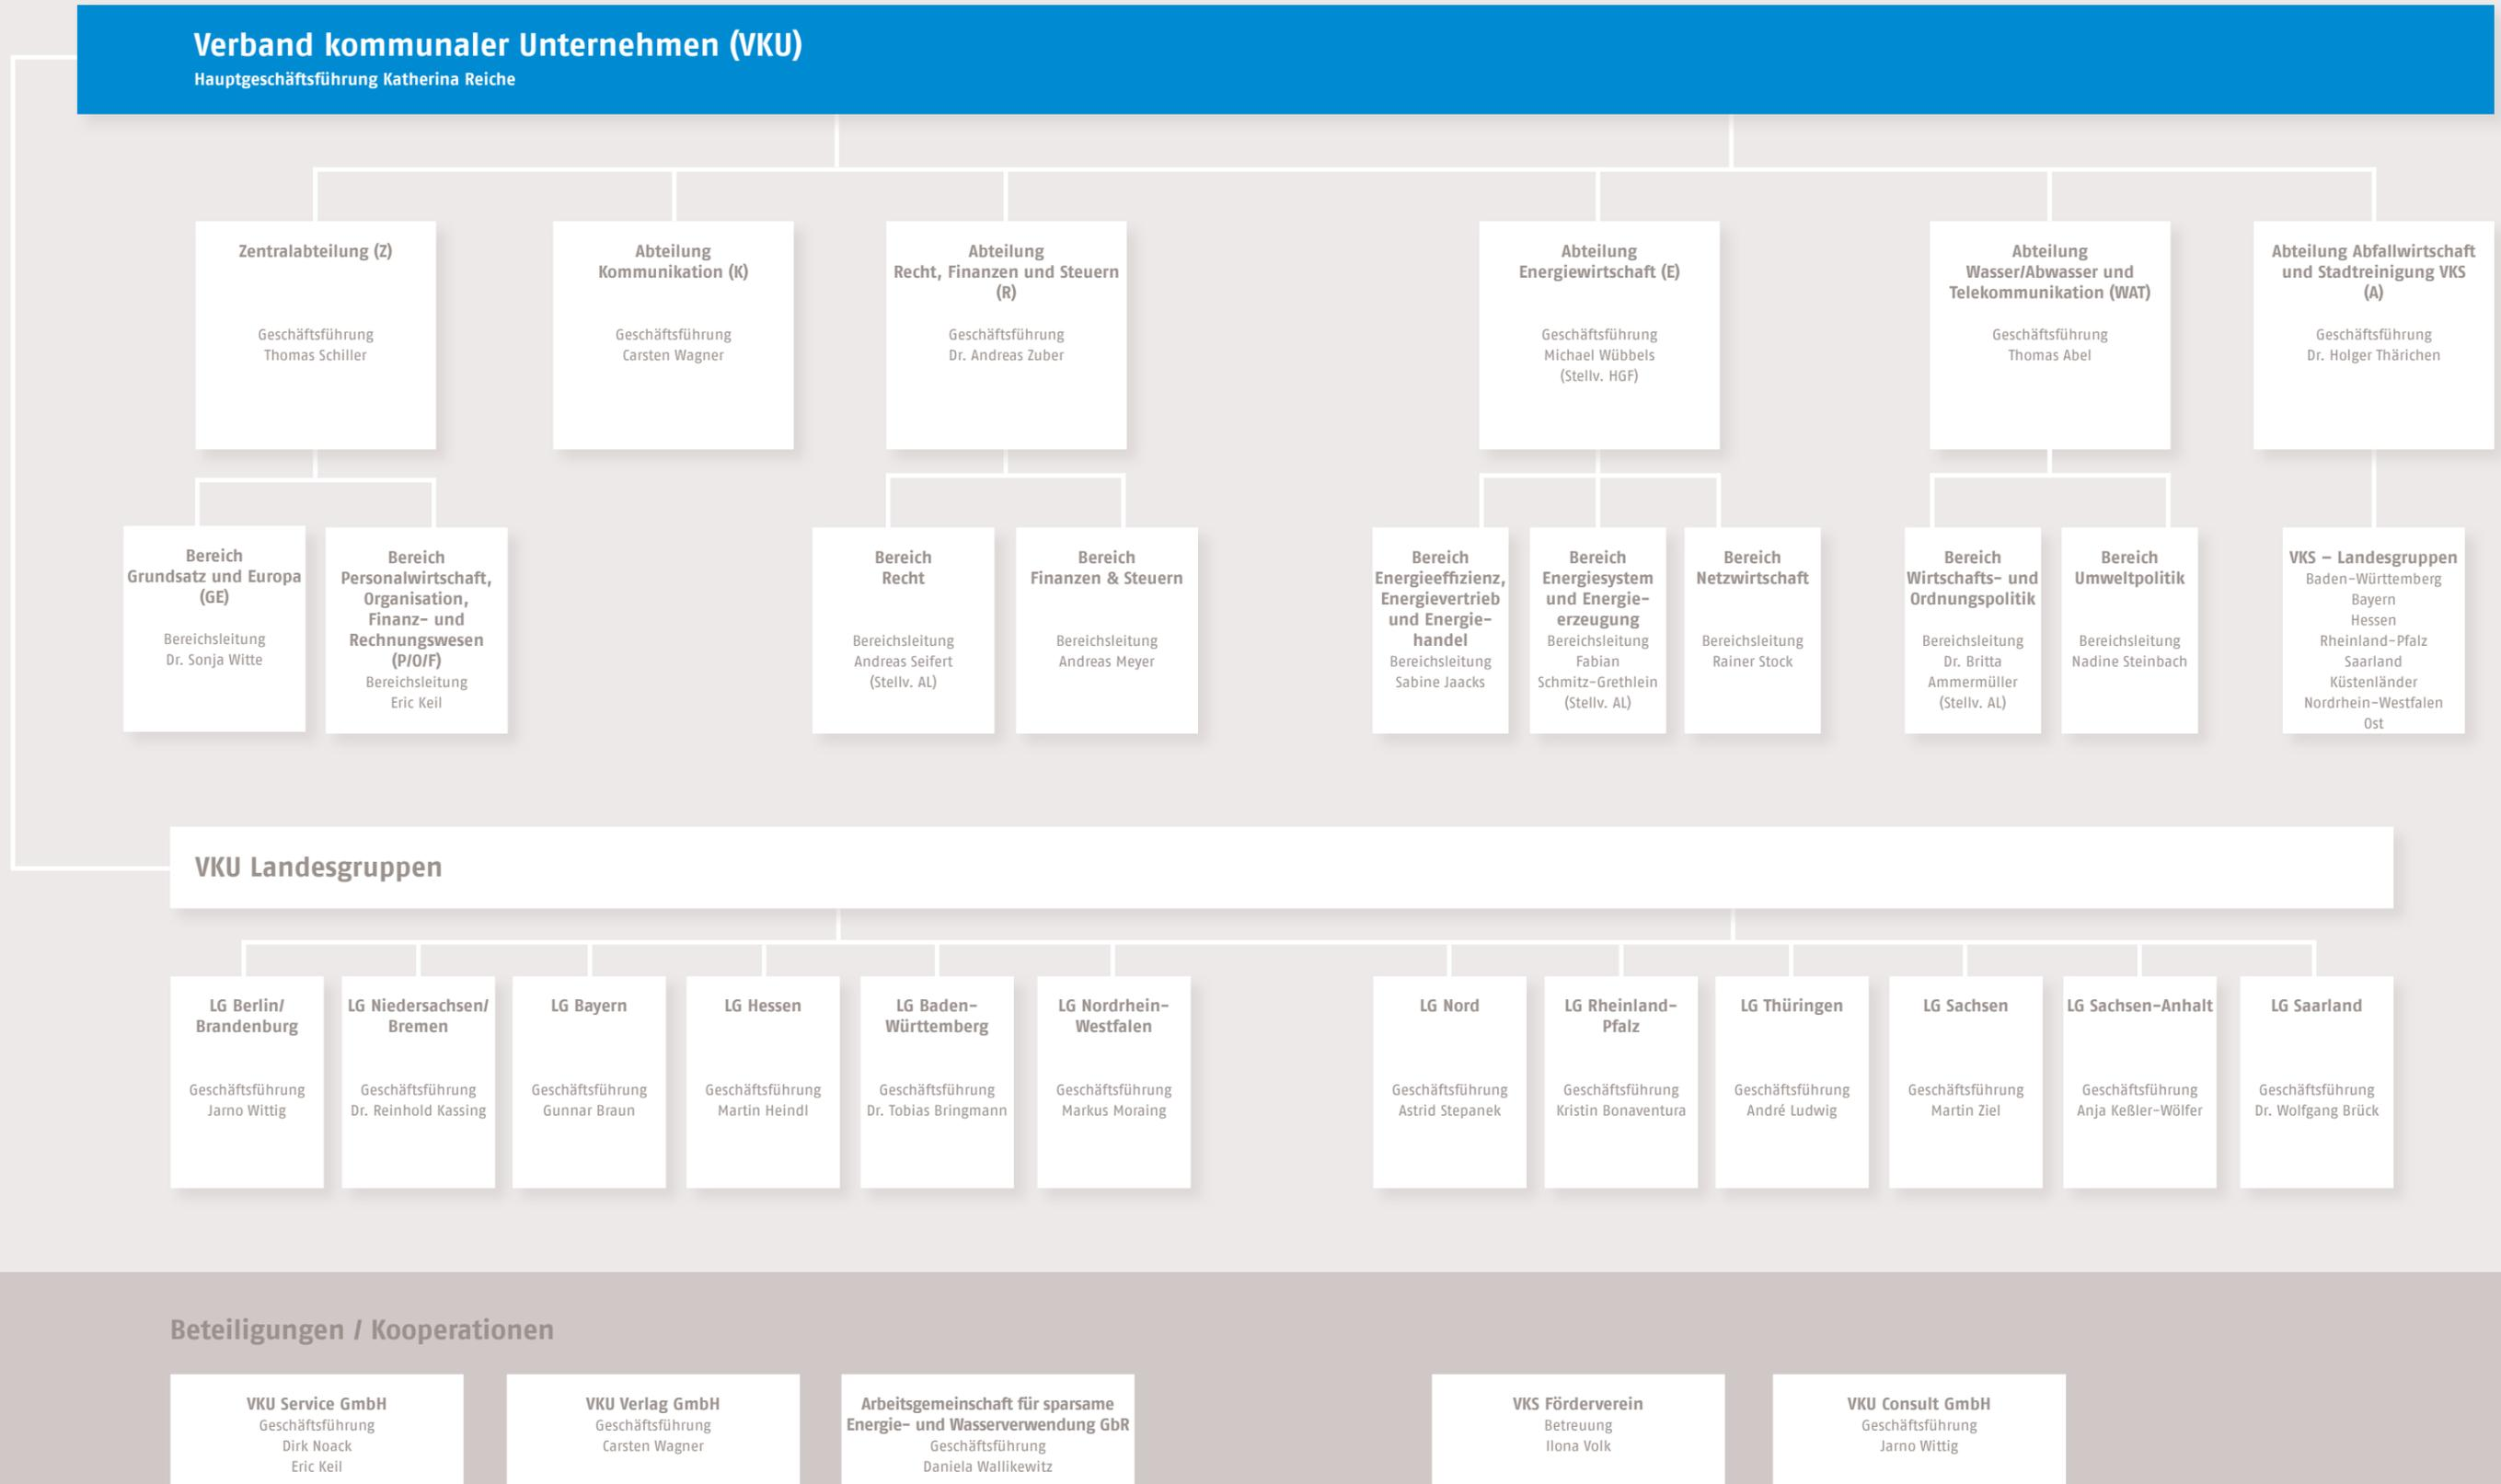 Verband kommunaler Unternehmen (VKU)
Hauptgeschäftsführung Katherina Reiche
Zentralabteilung (Z)
Geschäftsführung
Thomas Schiller
Abteilung
Kommunikation (K)
Geschäftsführung
Carsten Wagner
Abteilung
Recht, Finanzen und Steuern
(R)
Geschäftsführung
Dr. Andreas Zuber
Abteilung
Energiewirtschaft (E)
Geschäftsführung
Michael Wübbels
(Stellv. HGF)
Abteilung
Wasser/Abwasser und
Telekommunikation (WAT)
Geschäftsführung
Thomas Abel
Abteilung Abfallwirtschaft
und Stadtreinigung VKS
(A)
Geschäftsführung
Dr. Holger Thärichen
Bereich
Grundsatz und Europa
(GE)
Bereichsleitung
Dr. Sonja Witte
Bereich
Personalwirtschaft,
Organisation,
Finanz- und
Rechnungswesen
(P/O/F)
Bereichsleitung
Eric Keil
Bereich
Recht
Bereichsleitung
Andreas Seifert
(Stellv. AL)
Bereich
Finanzen & Steuern
Bereichsleitung
Andreas Meyer
Bereich
Energieeffizienz,
Energievertrieb
und Energie-
handel
Bereichsleitung
Sabine Jaacks
Bereich
Energiesystem
und Energie-
erzeugung
Bereichsleitung
Fabian
Schmitz-Grethlein
(Stellv. AL)
Bereich
Netzwirtschaft
Bereichsleitung
Rainer Stock
Bereich
Wirtschafts- und
Ordnungspolitik
Bereichsleitung
Dr. Britta
Ammermüller
(Stellv. AL)
Bereich
Umweltpolitik
Bereichsleitung
Nadine Steinbach
VKS – Landesgruppen
Baden-Württemberg
Bayern
Hessen
Rheinland-Pfalz
Saarland
Küstenländer
Nordrhein-Westfalen
Ost
VKU Landesgruppen
LG Berlin/
Brandenburg
Geschäftsführung
Jarno Wittig
LG Niedersachsen/
Bremen
Geschäftsführung
Dr. Reinhold Kassing
LG Bayern
Geschäftsführung
Gunnar Braun
LG Hessen
Geschäftsführung
Martin Heindl
LG Baden-
Württemberg
Geschäftsführung
Dr. Tobias Bringmann
LG Nordrhein-
Westfalen
Geschäftsführung
Markus Moraing
LG Nord
Geschäftsführung
Astrid Stepanek
LG Rheinland-
Pfalz
Geschäftsführung
Kristin Bonaventura
LG Thüringen
Geschäftsführung
André Ludwig
LG Sachsen
Geschäftsführung
Martin Ziel
LG Sachsen-Anhalt
Geschäftsführung
Anja Keßler-Wölfer
LG Saarland
Geschäftsführung
Dr. Wolfgang Brück
Beteiligungen / Kooperationen
VKU Service GmbH
Geschäftsführung
Dirk Noack
Eric Keil
VKU Verlag GmbH
Geschäftsführung
Carsten Wagner
Arbeitsgemeinschaft für sparsame
Energie- und Wasserverwendung GbR
Geschäftsführung
Daniela Wallikewitz
VKS Förderverein
Betreuung
Ilona Volk
VKU Consult GmbH
Geschäftsführung
Jarno Wittig